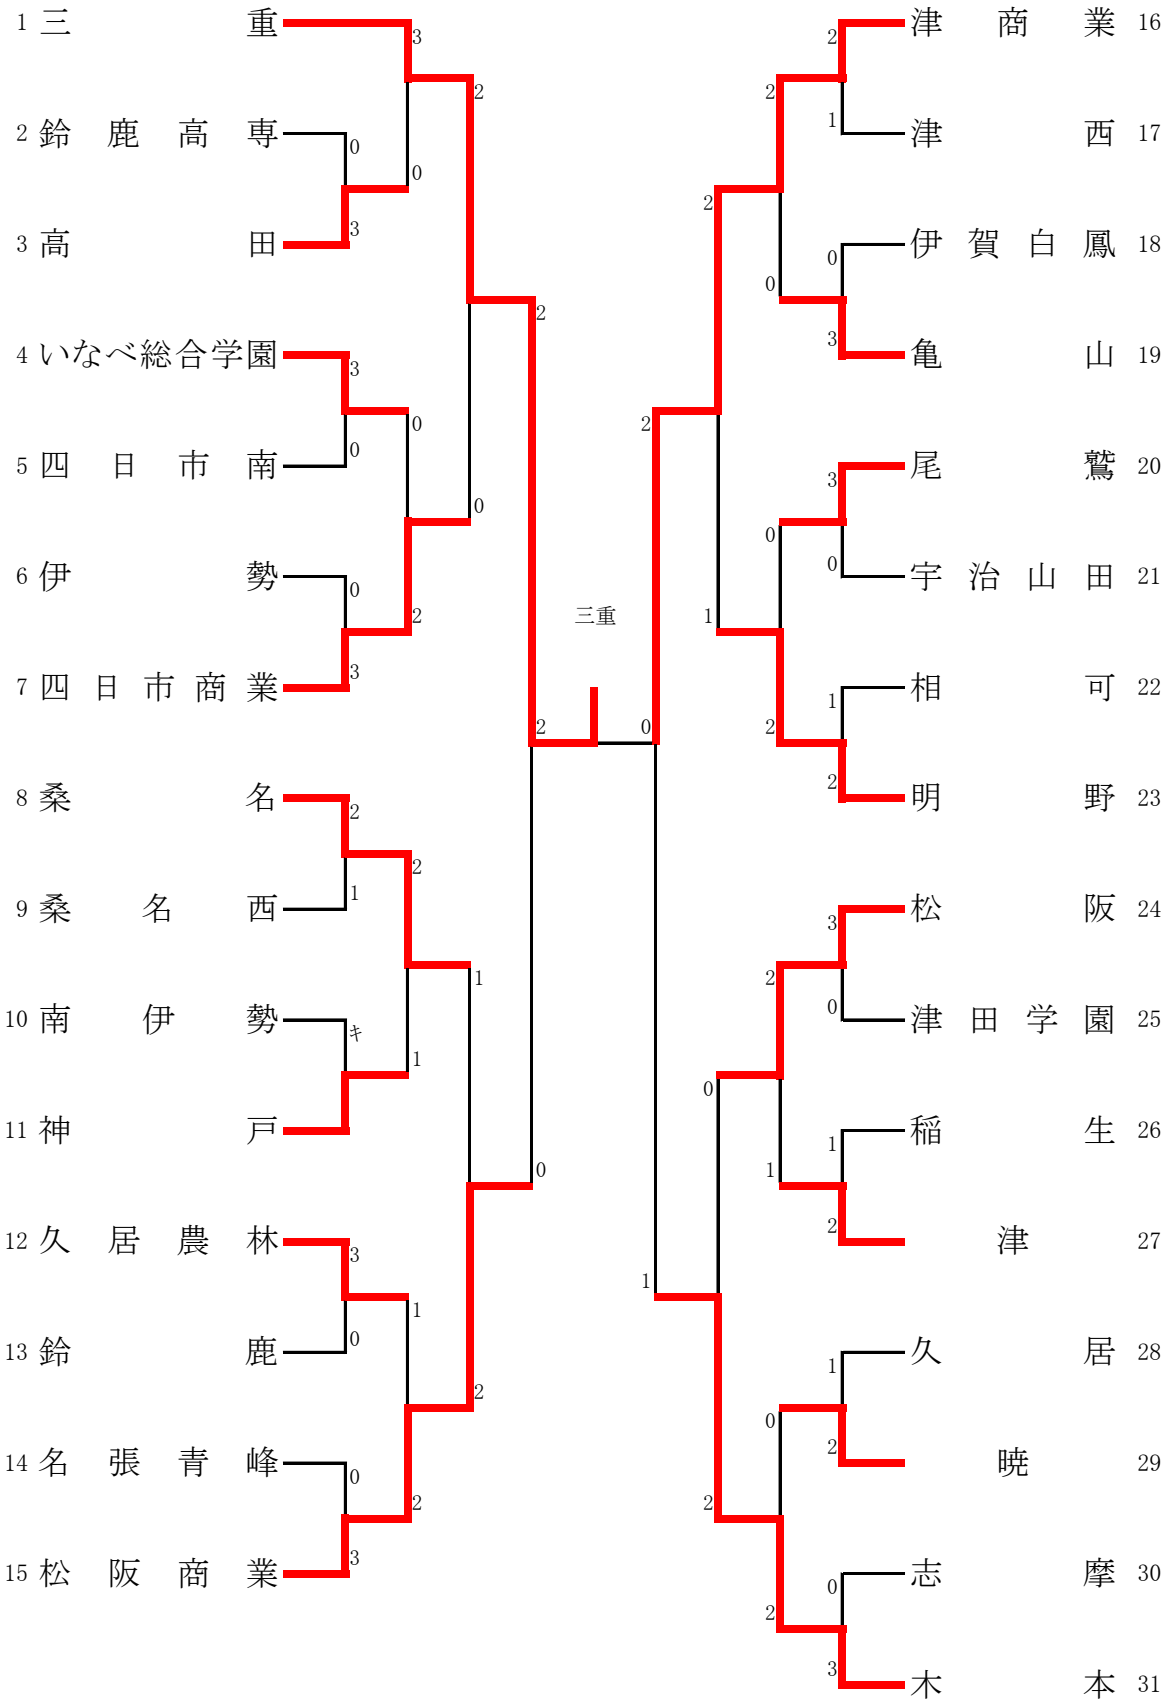 1 三重
3
2
2 鈴鹿高専
0
0
3 高田
3
2
4 いなべ総合学園
3
0
5 四日市南
0
0
6 伊勢
0
2
7 四日市商業
3
三重
2
0
8 桑名
2
2
9 桑名西
1
1
10 南伊勢
キ
1
11 神戸
0
12 久居農林
3
1
13 鈴鹿
0
2
14 名張青峰
0
2
15 松阪商業
3
津商業 16
2
2
津西 17
1
2
伊賀白鳳 18
0
0
亀山 19
3
2
尾鷲 20
3
0
宇治山田 21
0
1
相可 22
1
2
明野 23
2
松阪 24
3
2
津田学園 25
0
0
稲生 26
1
1
津 27
2
1
久居 28
1
0
暁 29
2
2
志摩 30
0
2
木本 31
3